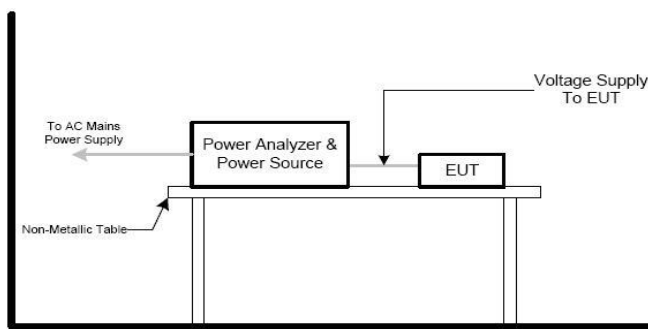 Voltage Supply
To EUT
To AC Mains
Power Supply
Power Analyzer &
Power Source
EUT
Non-Metallic Table